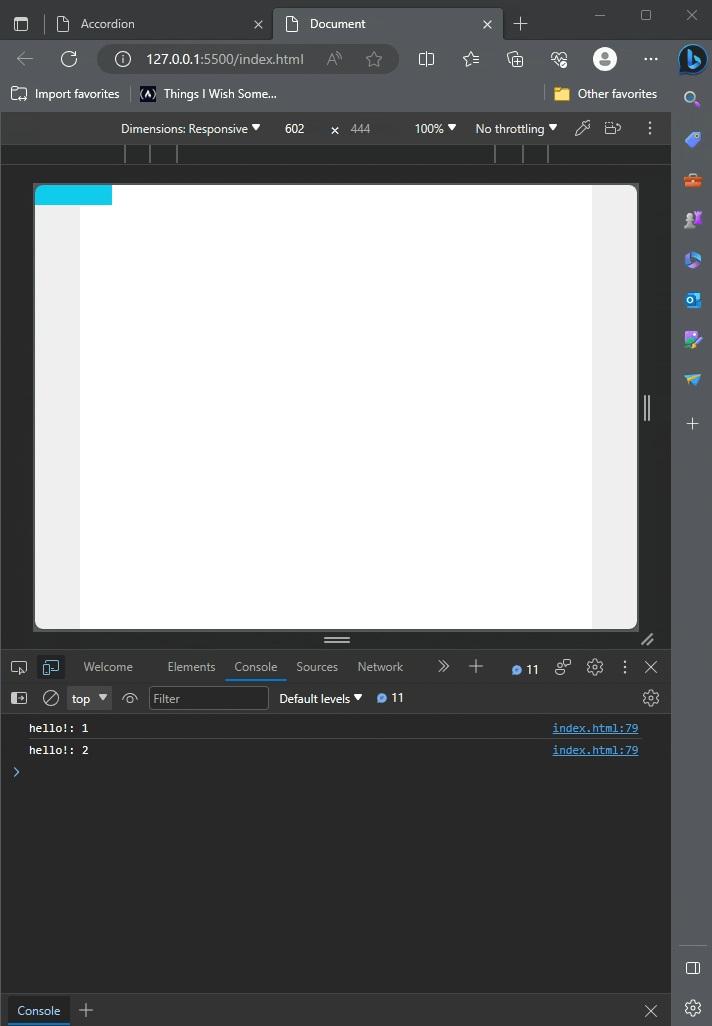 Accordion
Document
127.0.0.1:5500/index.html
Import favorites
Things I Wish Some...
Other favorites
Dimensions: Responsive
602 × 444
100%
No throttling
Welcome
Elements
Console
Sources
Network
11
top
Filter
Default levels
11
hello!: 1 index.html:79
hello!: 2 index.html:79
Console